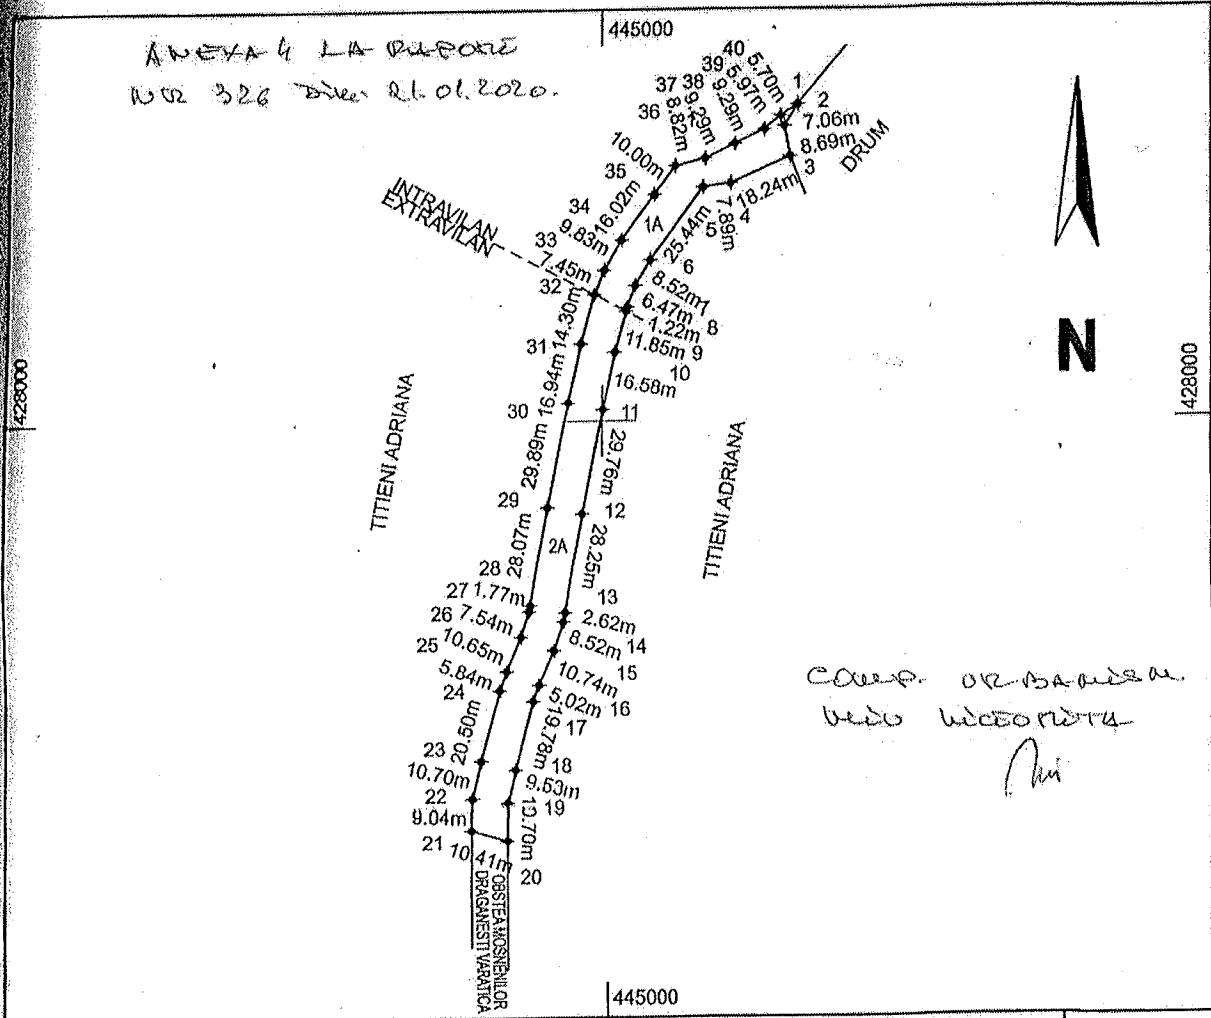 ANEXA 4 LA
NR 326 Din 21.01.2020.
445000
40
5.70m
1
39
5.97m
2
37 38
9.29m
7.06m
36
9.29m
8.82m
8.69m
DRUM
3
10.00m
35
18.24m
4
7.89m
5
16.02m
34
1A
25.44m
INTRAVILAN
EXTRAVILAN
9.83m
33
6
7.45m
8.52m
32
6.47m
8
1.22m
14.30m
11.85m 9
31
10
16.94m
16.58m
30
11
428000
428000
TITIENI ADRIANA
TITIENI ADRIANA
29.89m
29.76m
29
12
28.07m
2A
28.25m
28
13
27 1.77m
2.62m
26 7.54m
14
8.52m
25 10.65m
15
10.74m
5.84m
16
5.02m
24
17
20.50m
19.78m
23
18
10.70m
9.53m
22
19
9.04m
10.70m
21
10.41m
20
OBSTEA MOSNENILOR
DRAGANESTI VARATICA
COMP. URBANISM
445000
N